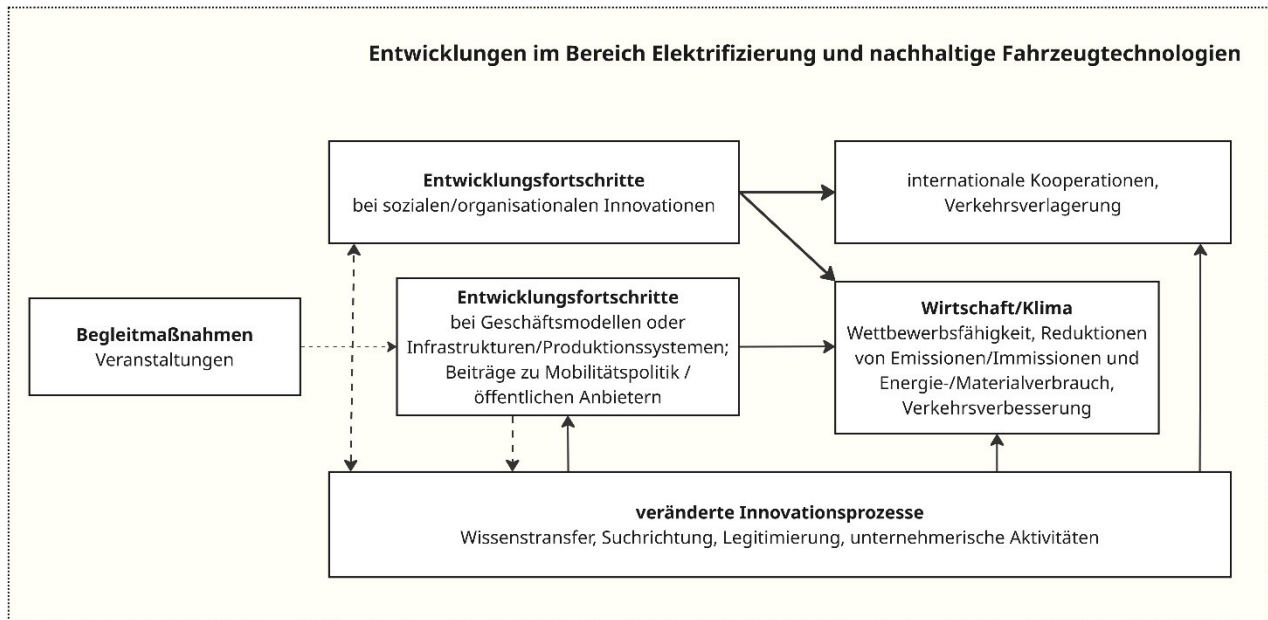 Entwicklungen im Bereich Elektrifizierung und nachhaltige Fahrzeugtechnologien
Entwicklungsfortschritte
bei sozialen/organisationalen Innovationen
internationale Kooperationen,
Verkehrsverlagerung
Begleitmaßnahmen
Veranstaltungen
Entwicklungsfortschritte
bei Geschäftsmodellen oder
Infrastrukturen/Produktionssystemen;
Beiträge zu Mobilitätspolitik /
öffentlichen Anbietern
Wirtschaft/Klima
Wettbewerbsfähigkeit, Reduktionen
von Emissionen/Immissionen und
Energie-/Materialverbrauch,
Verkehrsverbesserung
veränderte Innovationsprozesse
Wissenstransfer, Suchrichtung, Legitimierung, unternehmerische Aktivitäten